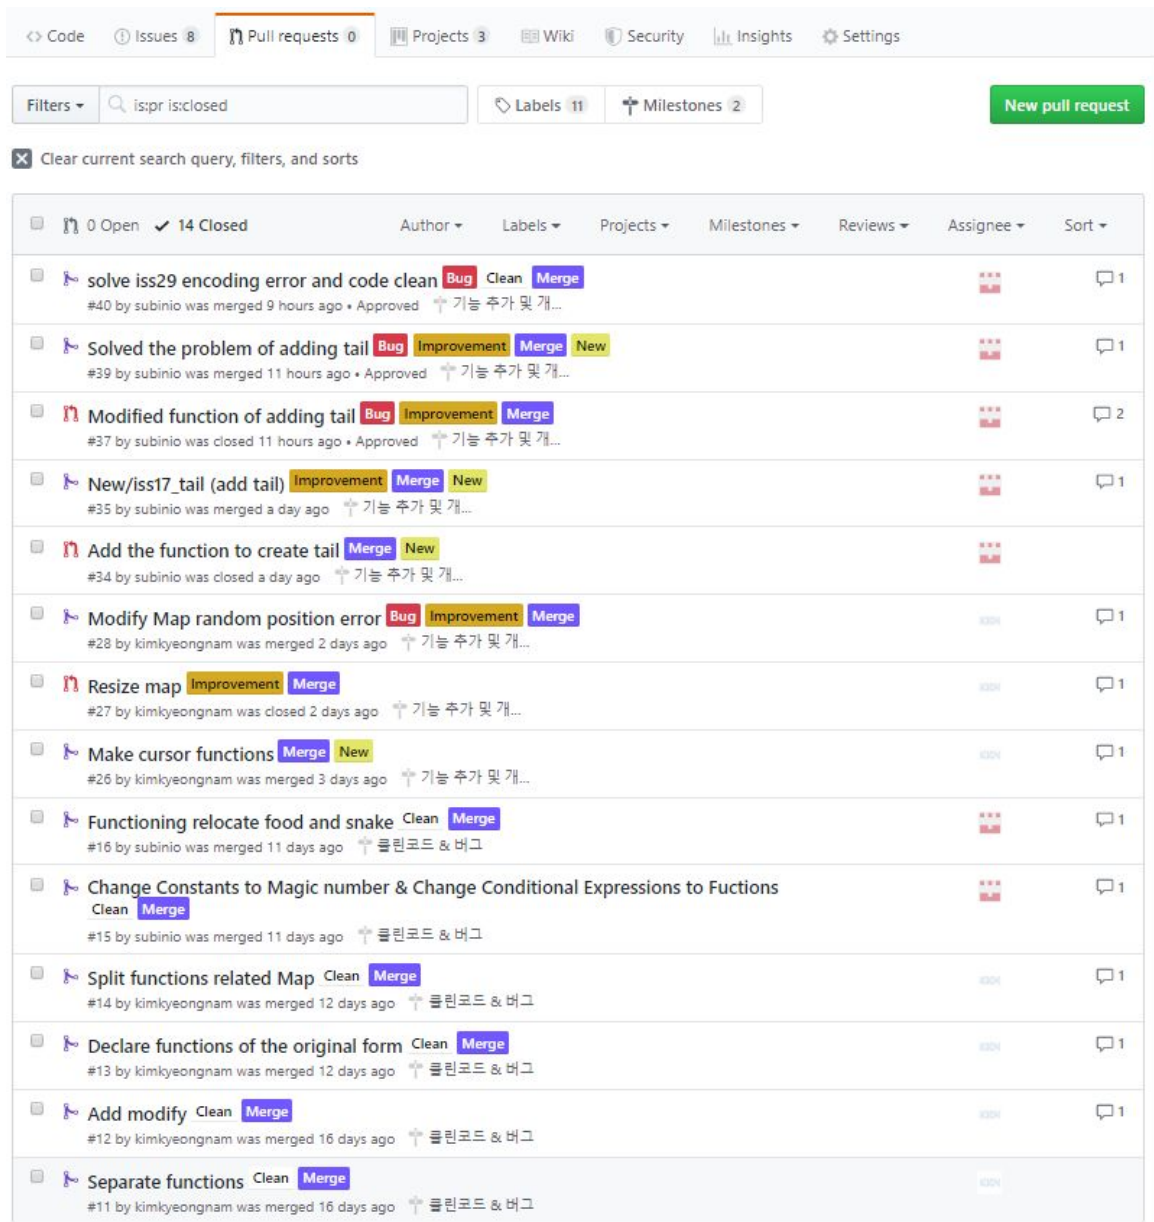 Code Issues 8 Pull requests 0 Projects 3 Wiki Security Insights Settings
Filters is:pr is:closed Labels 11 Milestones 2 New pull request
Clear current search query, filters, and sorts
0 Open 14 Closed Author Labels Projects Milestones Reviews Assignee Sort
solve iss29 encoding error and code clean Bug Clean Merge 1
#40 by subinio was merged 9 hours ago • Approved 기능 추가 및 개...
Solved the problem of adding tail Bug Improvement Merge New 1
#39 by subinio was merged 11 hours ago • Approved 기능 추가 및 개...
Modified function of adding tail Bug Improvement Merge 2
#37 by subinio was closed 11 hours ago • Approved 기능 추가 및 개...
New/iss17_tail (add tail) Improvement Merge New 1
#35 by subinio was merged a day ago 기능 추가 및 개...
Add the function to create tail Merge New
#34 by subinio was closed a day ago 기능 추가 및 개...
Modify Map random position error Bug Improvement Merge 1
#28 by kimkyeongnam was merged 2 days ago 기능 추가 및 개...
Resize map Improvement Merge 1
#27 by kimkyeongnam was closed 2 days ago 기능 추가 및 개...
Make cursor functions Merge New 1
#26 by kimkyeongnam was merged 3 days ago 기능 추가 및 개...
Functioning relocate food and snake Clean Merge 1
#16 by subinio was merged 11 days ago 클린코드 & 버그
Change Constants to Magic number & Change Conditional Expressions to Fuctions 1
Clean Merge
#15 by subinio was merged 11 days ago 클린코드 & 버그
Split functions related Map Clean Merge 1
#14 by kimkyeongnam was merged 12 days ago 클린코드 & 버그
Declare functions of the original form Clean Merge 1
#13 by kimkyeongnam was merged 12 days ago 클린코드 & 버그
Add modify Clean Merge 1
#12 by kimkyeongnam was merged 16 days ago 클린코드 & 버그
Separate functions Clean Merge
#11 by kimkyeongnam was merged 16 days ago 클린코드 & 버그